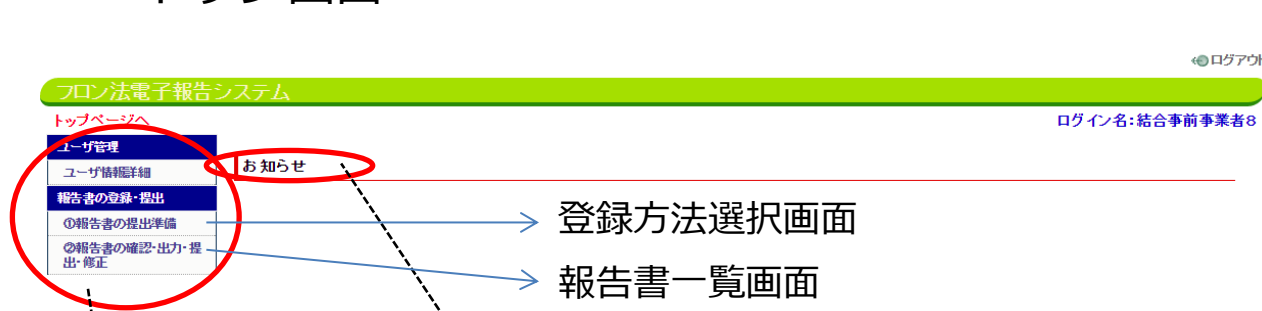 トップ画面
ログアウト
フロン法電子報告システム
トップページへ
ログイン名:結合事前事業者8
ユーザ管理
お知らせ
ユーザ情報詳細
報告書の登録・提出
①報告書の提出準備
登録方法選択画面
②報告書の確認・出力・提
出・修正
報告書一覧画面